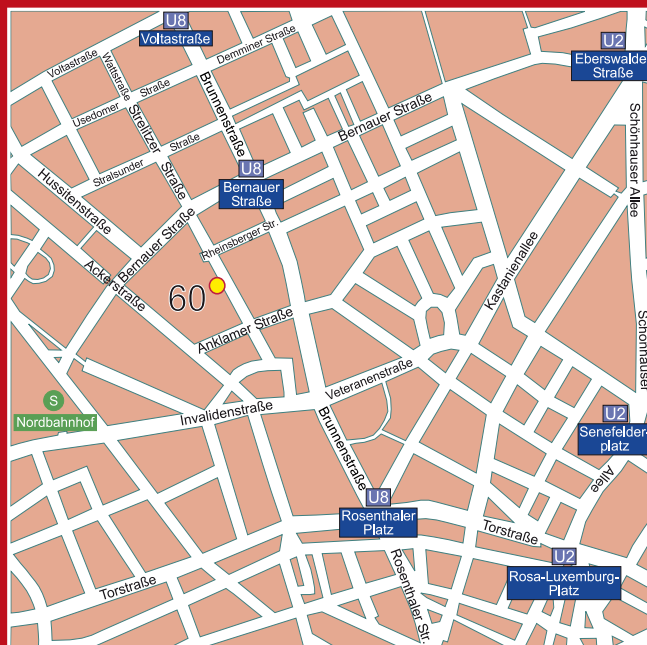 U8
Voltastraße
U2
Eberswalder
Straße
Voltastraße
Wattstraße
Demminer Straße
Usedomer Straße
Brunnenstraße
Strelitzer Straße
Bernauer Straße
Schönhauser Allee
Stralsunder Straße
U8
Bernauer
Straße
Hussitenstraße
Bernauer Straße
Rheinsberger Str.
Kastanienallee
Ackerstraße
60
Anklamer Straße
Schönhauser
Veteranenstraße
S
Nordbahnhof
Invalidenstraße
Brunnenstraße
U2
Senefelder-
platz
Allee
U8
Rosenthaler
Platz
Torstraße
U2
Rosa-Luxemburg-
Platz
Torstraße
Rosenthaler Str.